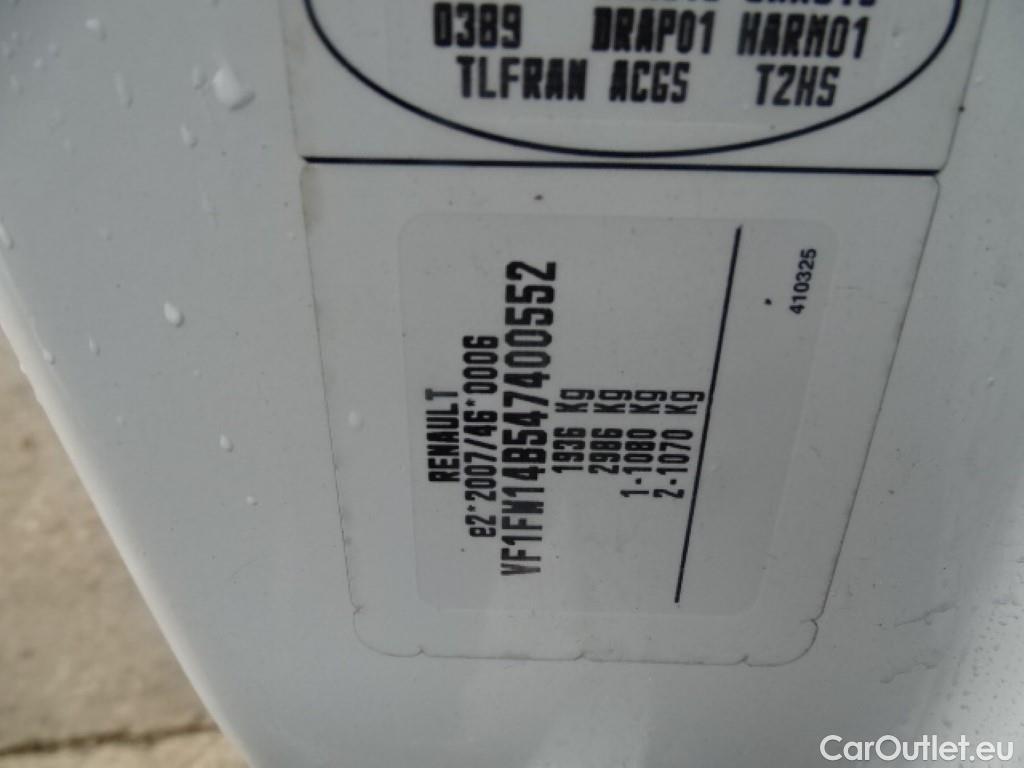 0389 DRAP01 HARM01
TLFRAN ACGS T2HS
RENAULT
e2*2007/46*0006
VF1FW14B547400552
1936 Kg
2986 Kg
1-1080 Kg
2-1070 Kg
410325
CarOutlet.eu